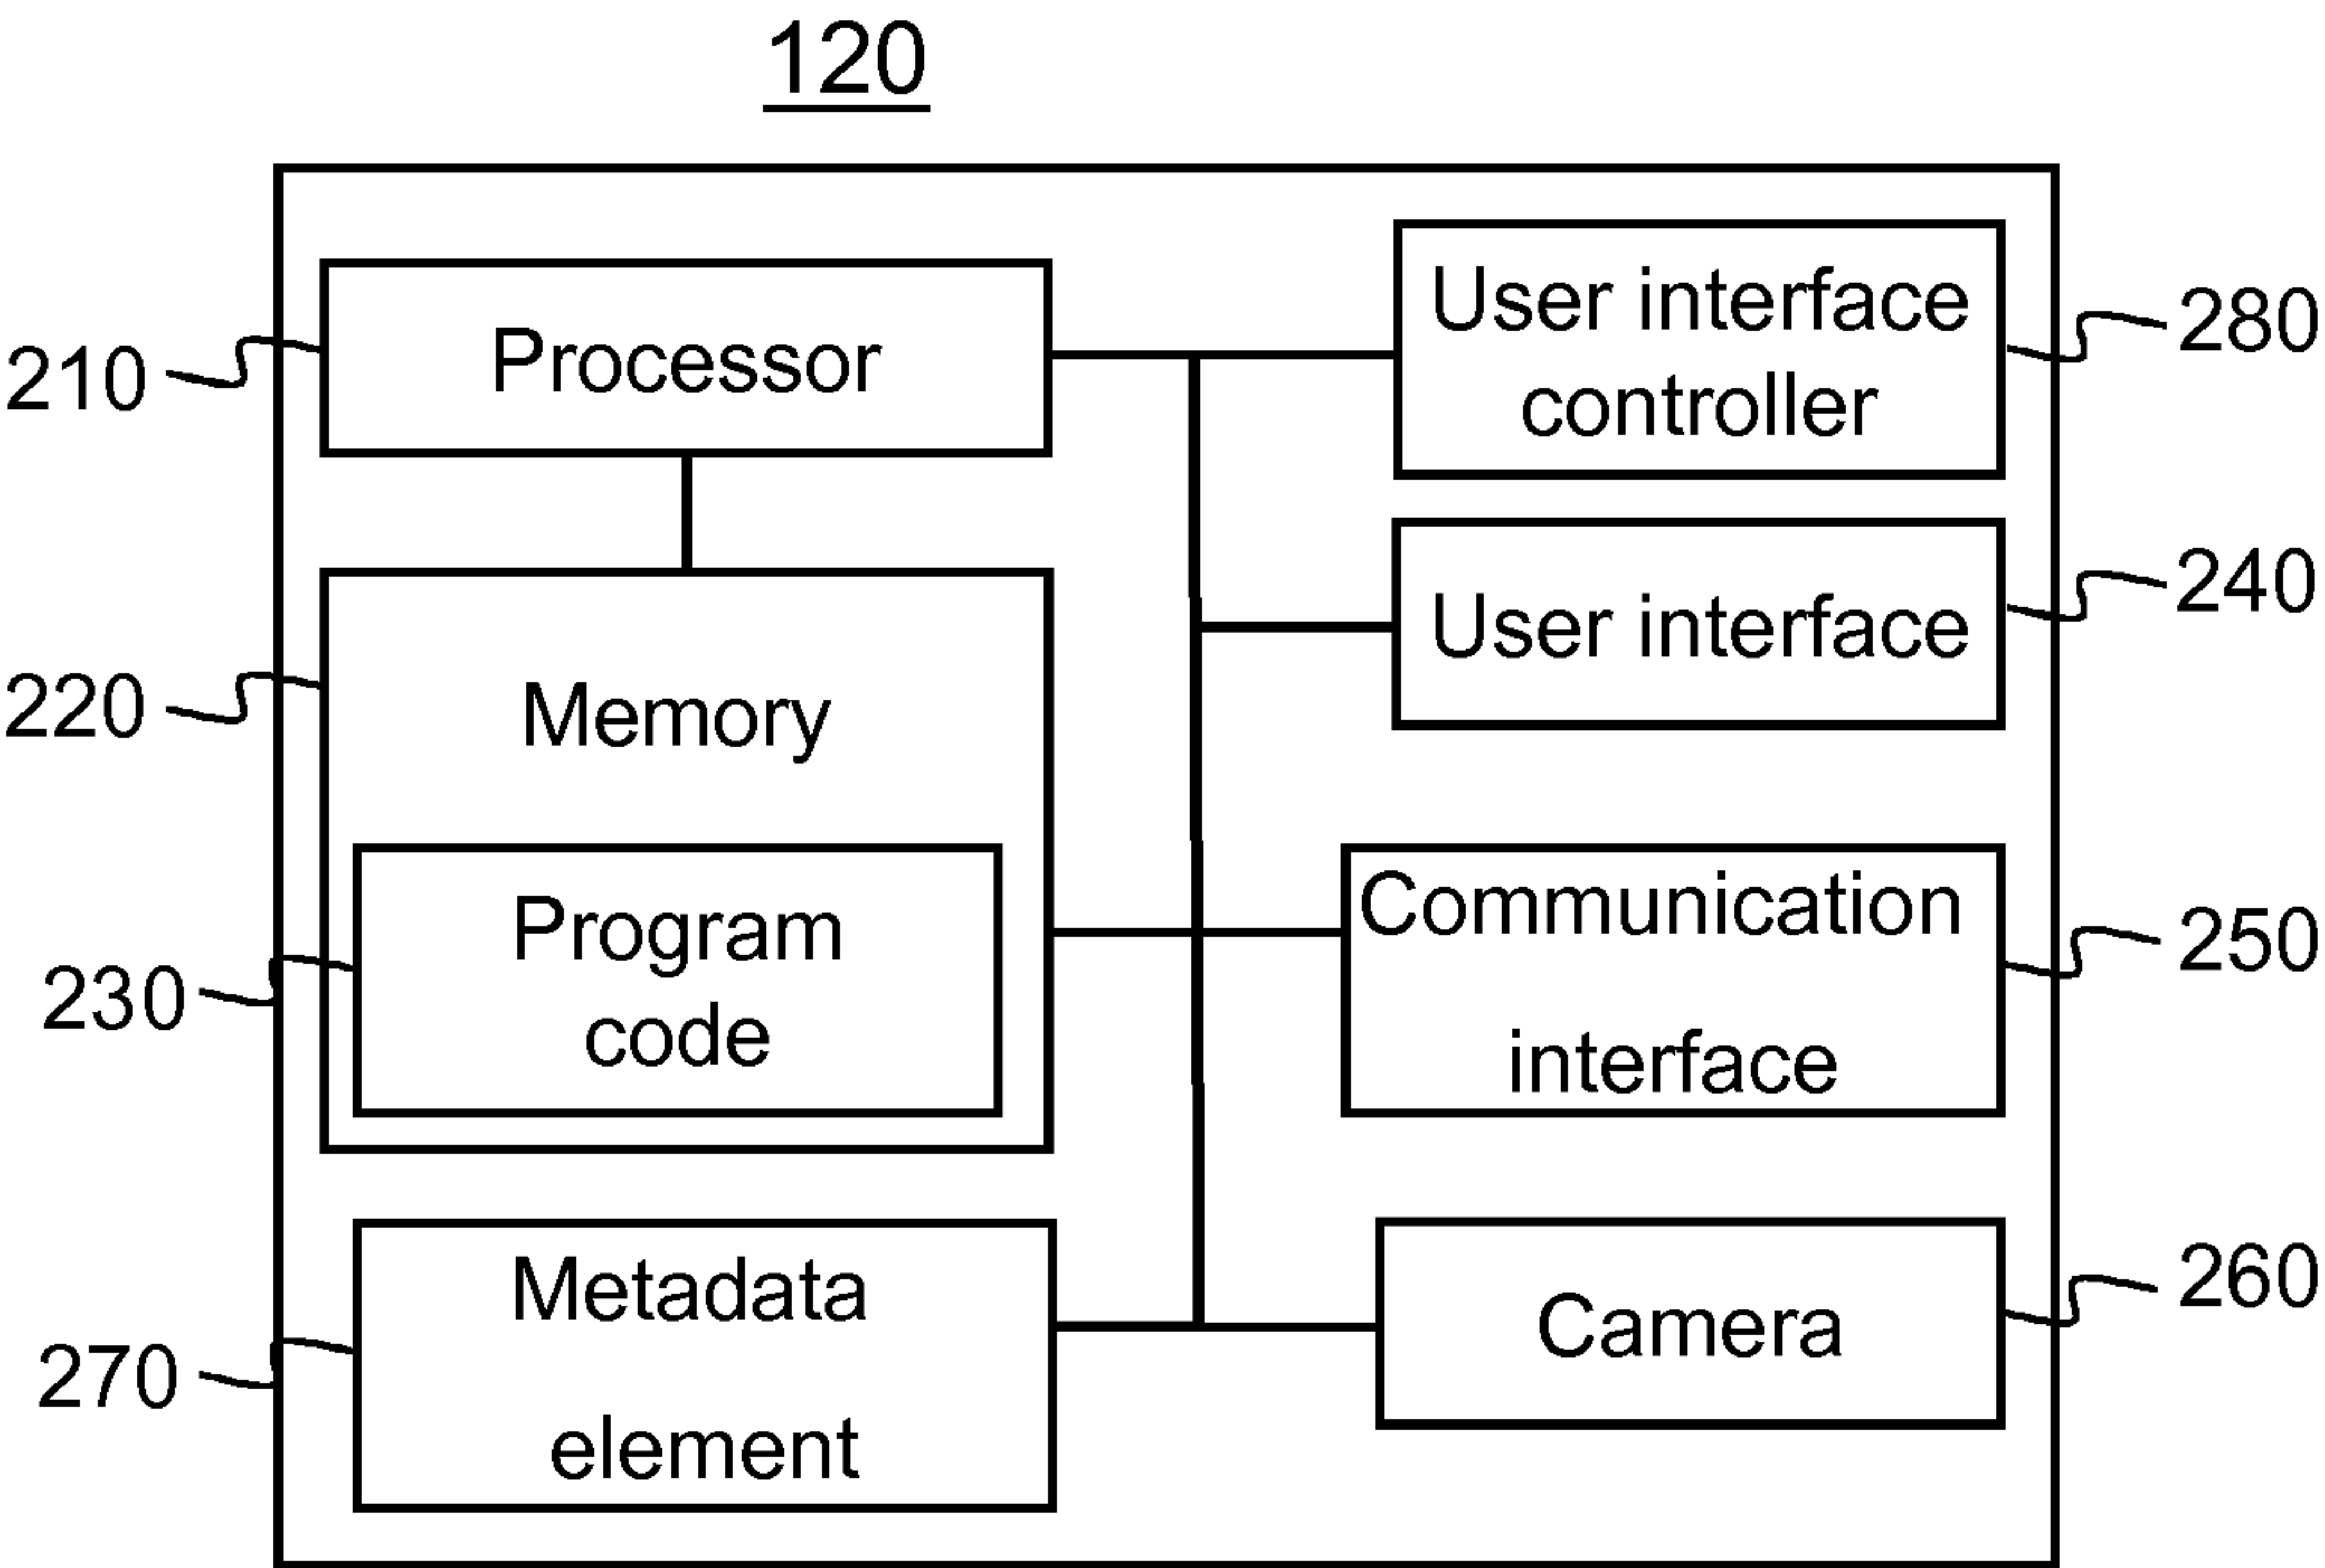 120
210
Processor
User interface
controller
280
User interface
240
220
Memory
230
Program
code
Communication
interface
250
270
Metadata
element
Camera
260